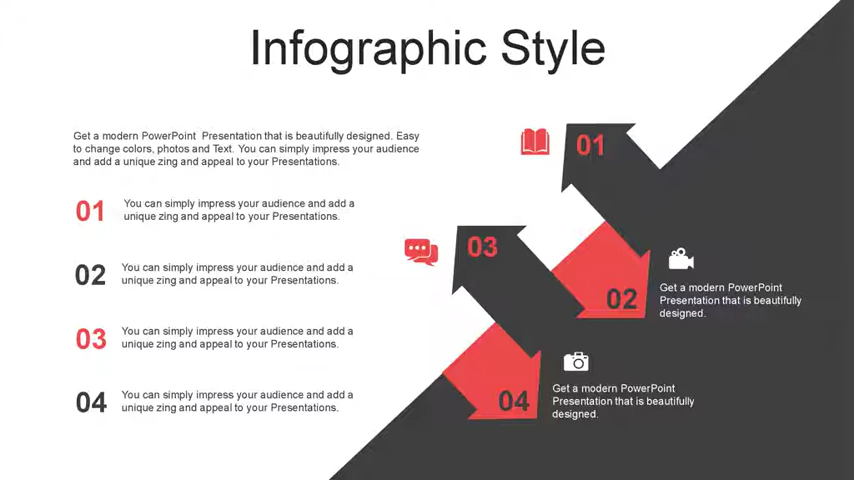 Infographic Style
Get a modern PowerPoint  Presentation that is beautifully designed. Easy
to change colors, photos and Text. You can simply impress your audience
and add a unique zing and appeal to your Presentations.
01
You can simply impress your audience and add a
unique zing and appeal to your Presentations.
02
You can simply impress your audience and add a
unique zing and appeal to your Presentations.
03
You can simply impress your audience and add a
unique zing and appeal to your Presentations.
04
You can simply impress your audience and add a
unique zing and appeal to your Presentations.
01
03
02
Get a modern PowerPoint
Presentation that is beautifully
designed.
04
Get a modern PowerPoint
Presentation that is beautifully
designed.